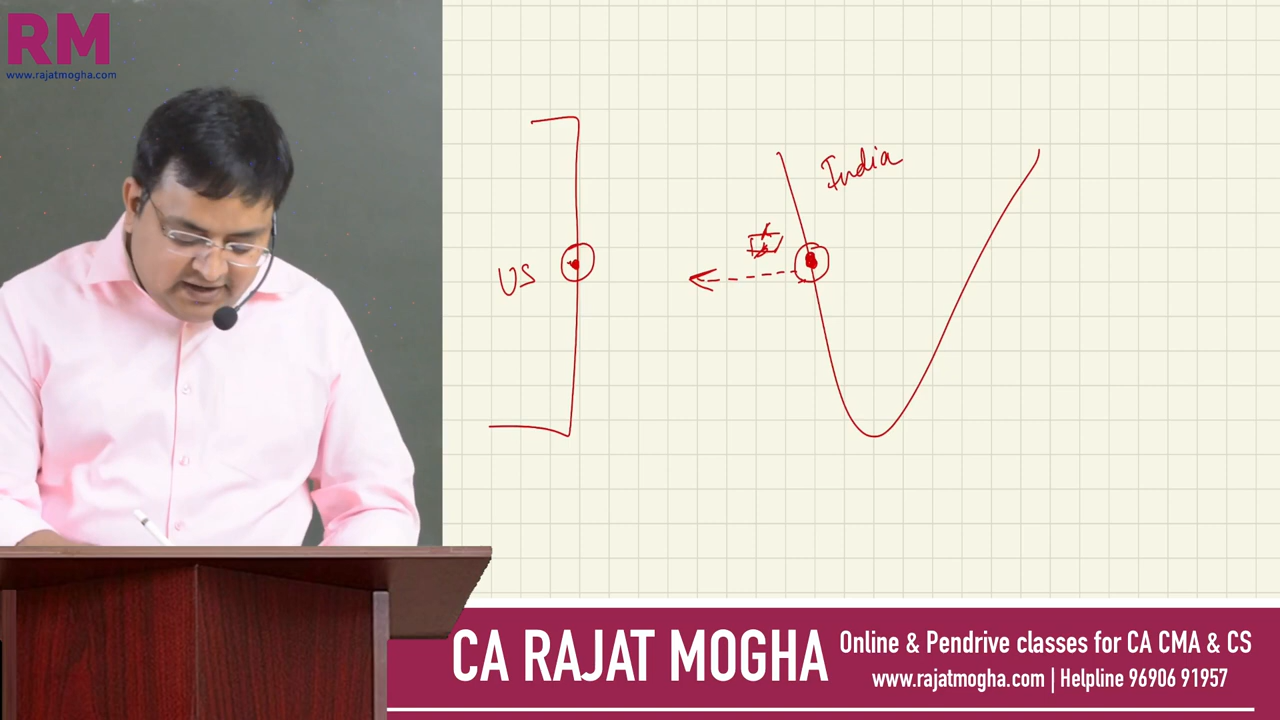 RM
www.rajatmogha.com
India
US
CA RAJAT MOGHA
Online & Pendrive classes for CA CMA & CS
www.rajatmogha.com | Helpline 96906 91957